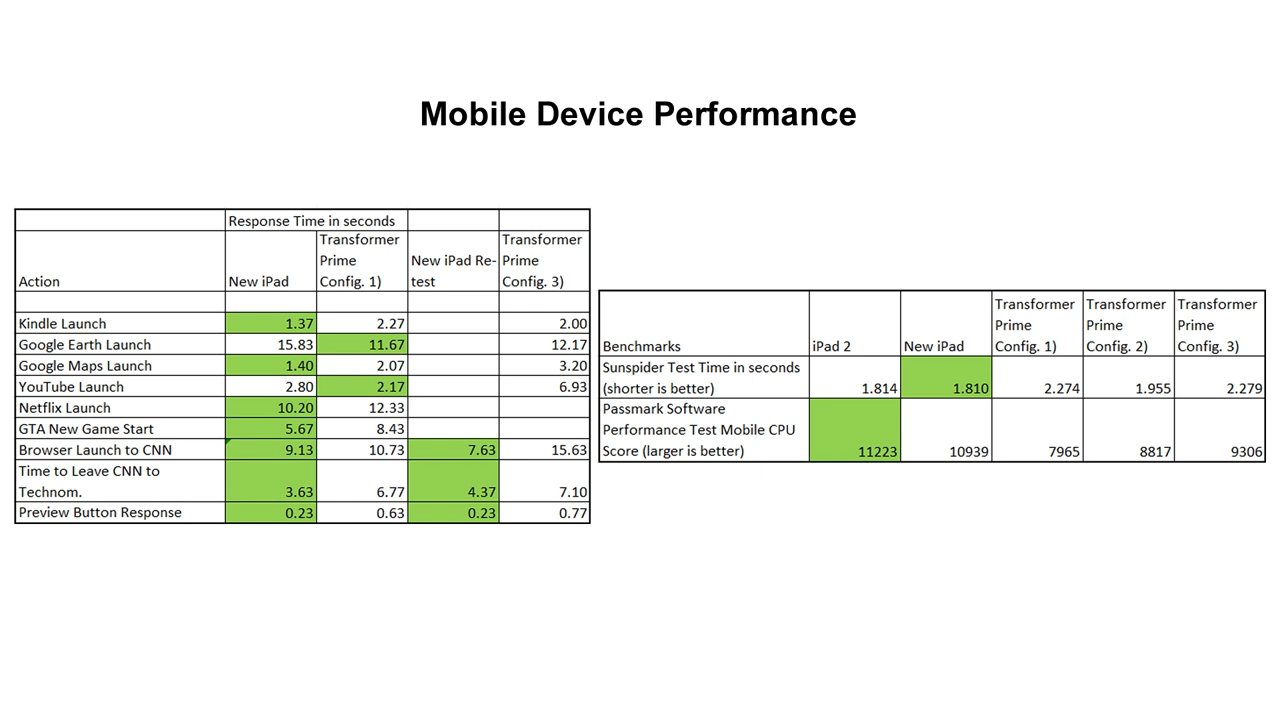 Mobile Device Performance
Response Time in seconds
Action New iPad Transformer Prime Config. 1) New iPad Re-test Transformer Prime Config. 3)
Kindle Launch 1.37 2.27 2.00
Google Earth Launch 15.83 11.67 12.17
Google Maps Launch 1.40 2.07 3.20
YouTube Launch 2.80 2.17 6.93
Netflix Launch 10.20 12.33
GTA New Game Start 5.67 8.43
Browser Launch to CNN 9.13 10.73 7.63 15.63
Time to Leave CNN to
Technom. 3.63 6.77 4.37 7.10
Preview Button Response 0.23 0.63 0.23 0.77
Benchmarks iPad 2 New iPad Transformer Prime Config. 1) Transformer Prime Config. 2) Transformer Prime Config. 3)
Sunspider Test Time in seconds
(shorter is better) 1.814 1.810 2.274 1.955 2.279
Passmark Software
Performance Test Mobile CPU
Score (larger is better) 11223 10939 7965 8817 9306